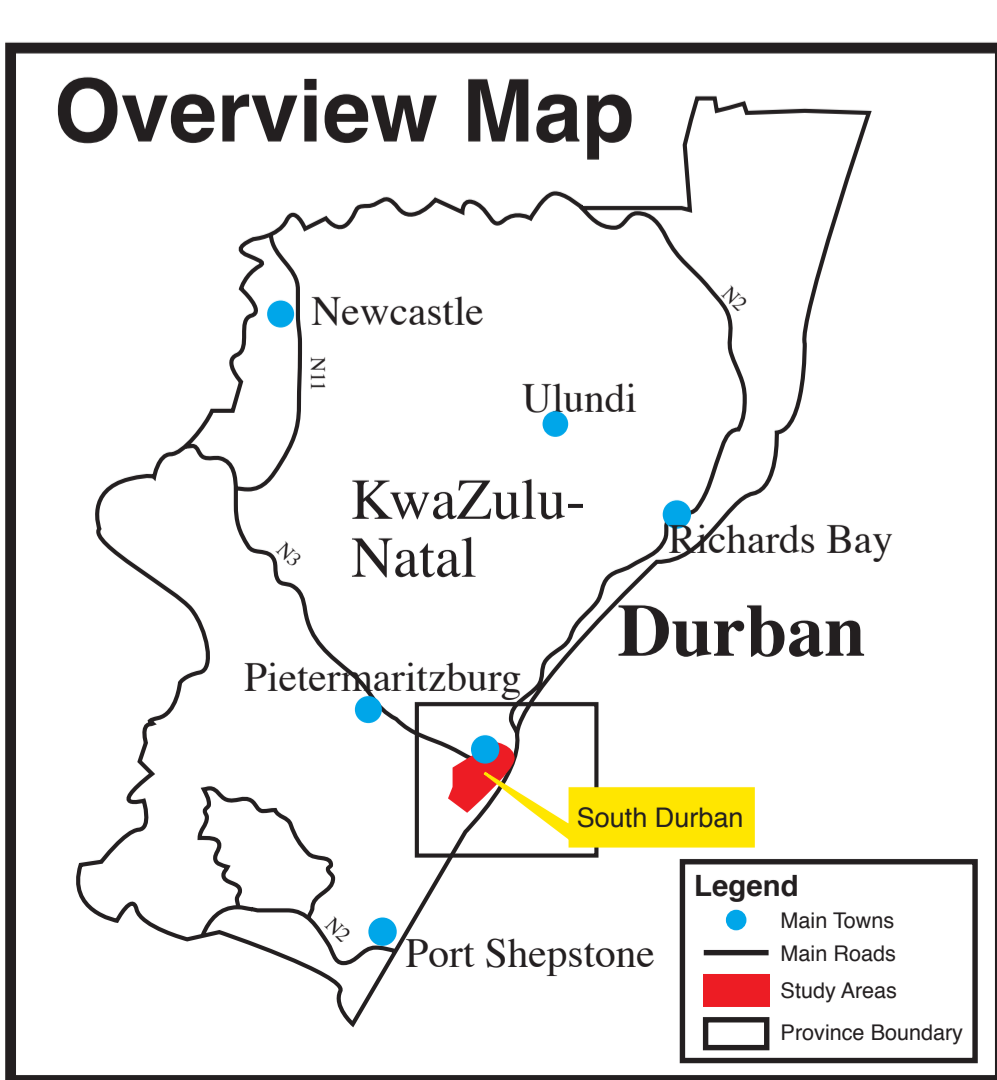 Overview Map
N2
Newcastle
N11
Ulundi
KwaZulu-
Natal
Richards Bay
N3
Durban
Pietermaritzburg
South Durban
N2
Port Shepstone
Legend
Main Towns
Main Roads
Study Areas
Province Boundary